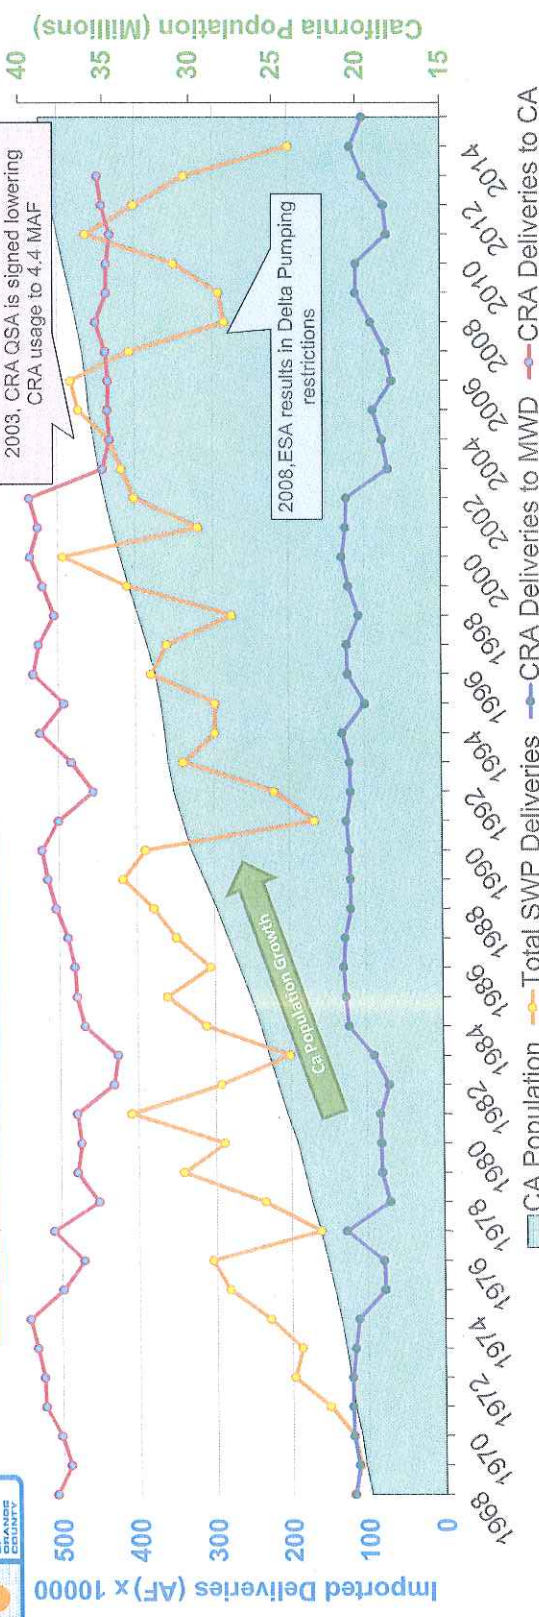 ORANGE
COUNTY
Imported Deliveries (AF) x 10000
500
400
300
200
100
0
California Population (Millions)
40
35
30
25
20
15
2003, CRA QSA is signed lowering
CRA usage to 4.4 MAF
2008,ESA results in Delta Pumping
restrictions
Ca Population Growth
1968 1970 1972 1974 1976 1978 1980 1982 1984 1986 1988 1990 1992 1994 1996 1998 2000 2002 2004 2006 2008 2010 2012 2014
CA Population Total SWP Deliveries CRA Deliveries to MWD CRA Deliveries to CA